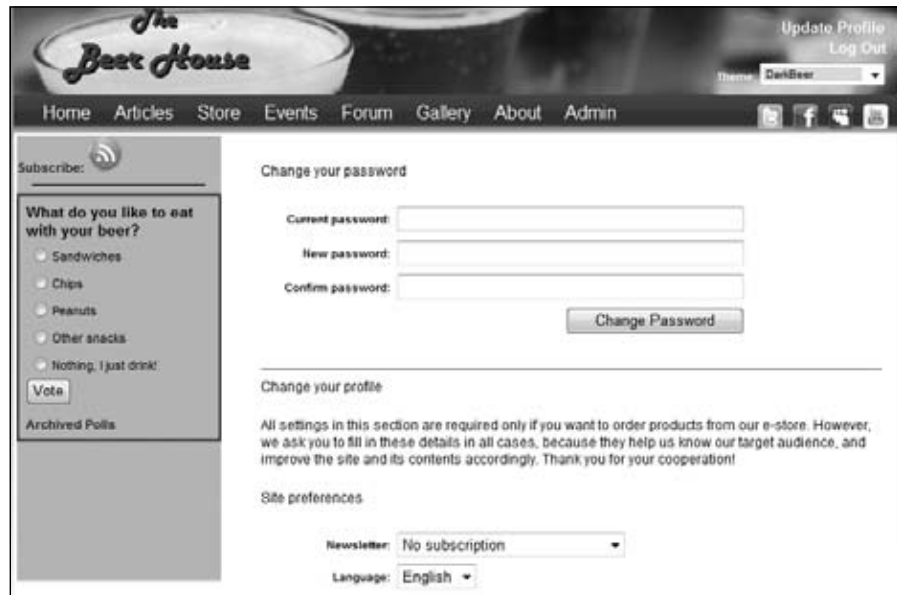 The
Beer House
Update Profile
Log Out
Theme: DarkBeer
Home Articles Store Events Forum Gallery About Admin
Subscribe:
What do you like to eat
with your beer?
Sandwiches
Chips
Peanuts
Other snacks
Nothing, I just drink!
Vote
Archived Polls
Change your password
Current password:
New password:
Confirm password:
Change Password
Change your profile
All settings in this section are required only if you want to order products from our e-store. However,
we ask you to fill in these details in all cases, because they help us know our target audience, and
improve the site and its contents accordingly. Thank you for your cooperation!
Site preferences
Newsletter: No subscription
Language: English